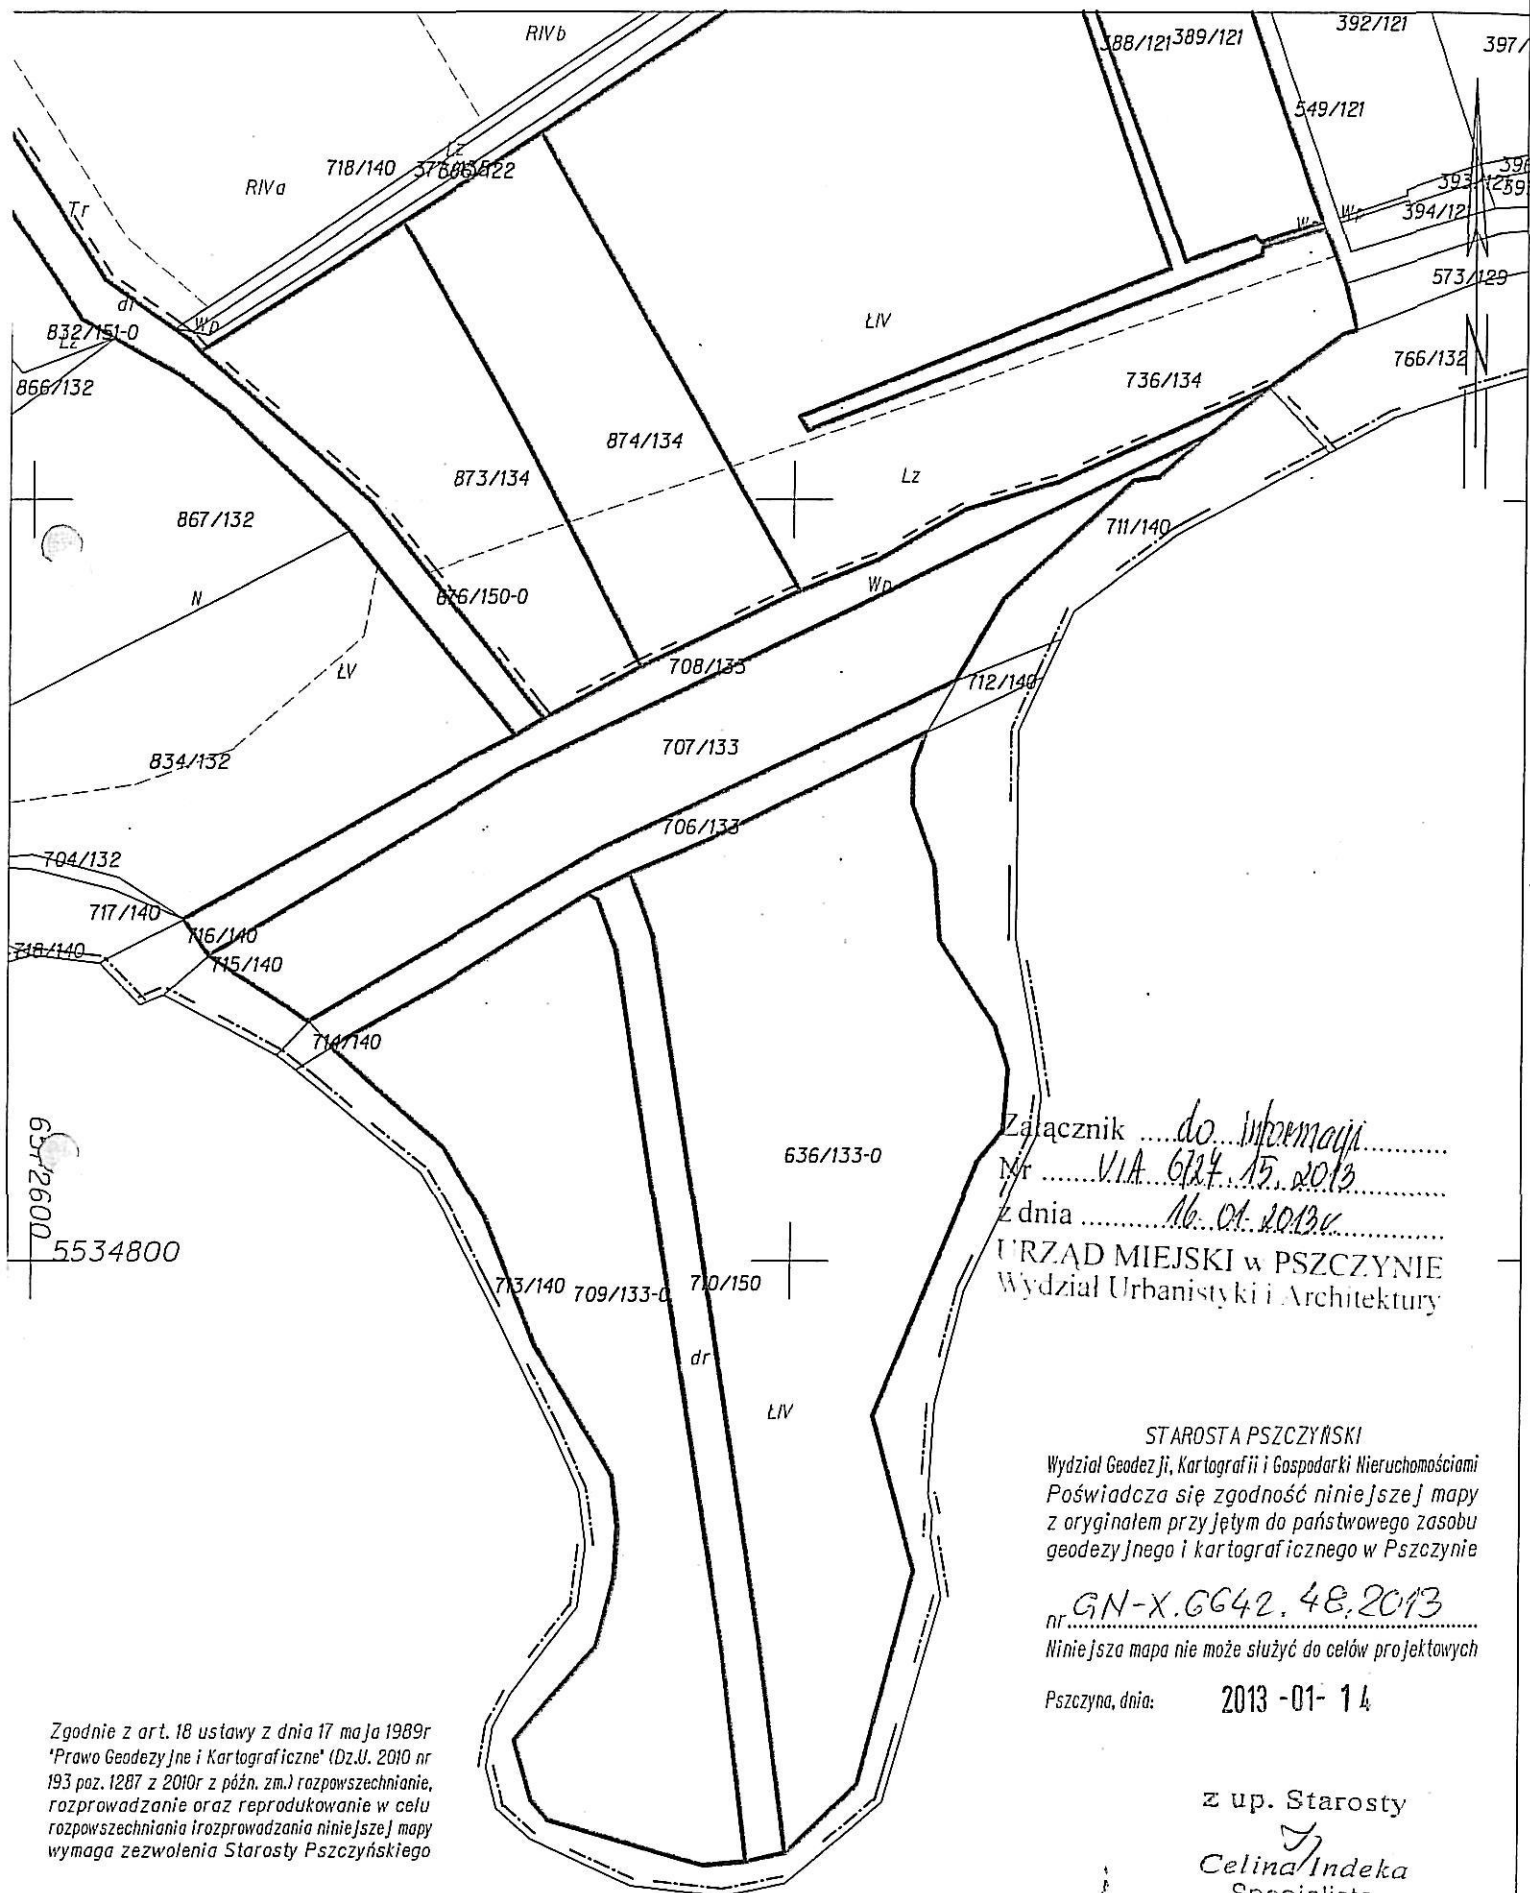 RIVb
388/121 389/121
392/121
397/
549/121
Lz
718/140
RIVa
Tr
Wp
394/121
573/129
dr
832/151-0
Wp
Lz
ŁIV
866/132
736/134
766/132
874/134
873/134
Lz
867/132
711/140
N
676/150-0
Wp
ŁV
708/133
712/140
834/132
707/133
706/133
704/132
717/140
716/140
718/140
715/140
714/140
636/133-0
5534800
713/140 709/133-0 710/150
dr
ŁIV
Załącznik do informacji
Nr
z dnia 16.01.2013r.
URZĄD MIEJSKI w PSZCZYNIE
Wydział Urbanistyki i Architektury
STAROSTA PSZCZYŃSKI
Wydział Geodezji, Kartografii i Gospodarki Nieruchomościami
Poświadcza się zgodność niniejszej mapy
z oryginałem przyjętym do państwowego zasobu
geodezyjnego i kartograficznego w Pszczynie
nr GN-X.6642.48.2013
Niniejsza mapa nie może służyć do celów projektowych
Pszczyna, dnia: 2013 -01- 14
Zgodnie z art. 18 ustawy z dnia 17 maja 1989r
"Prawo Geodezyjne i Kartograficzne" (Dz.U. 2010 nr
193 poz. 1287 z 2010r z późn. zm.) rozpowszechnianie,
rozprowadzanie oraz reprodukowanie w celu
rozpowszechniania irozprowadzania niniejszej mapy
wymaga zezwolenia Starosty Pszczyńskiego
z up. Starosty
Celina Indeka